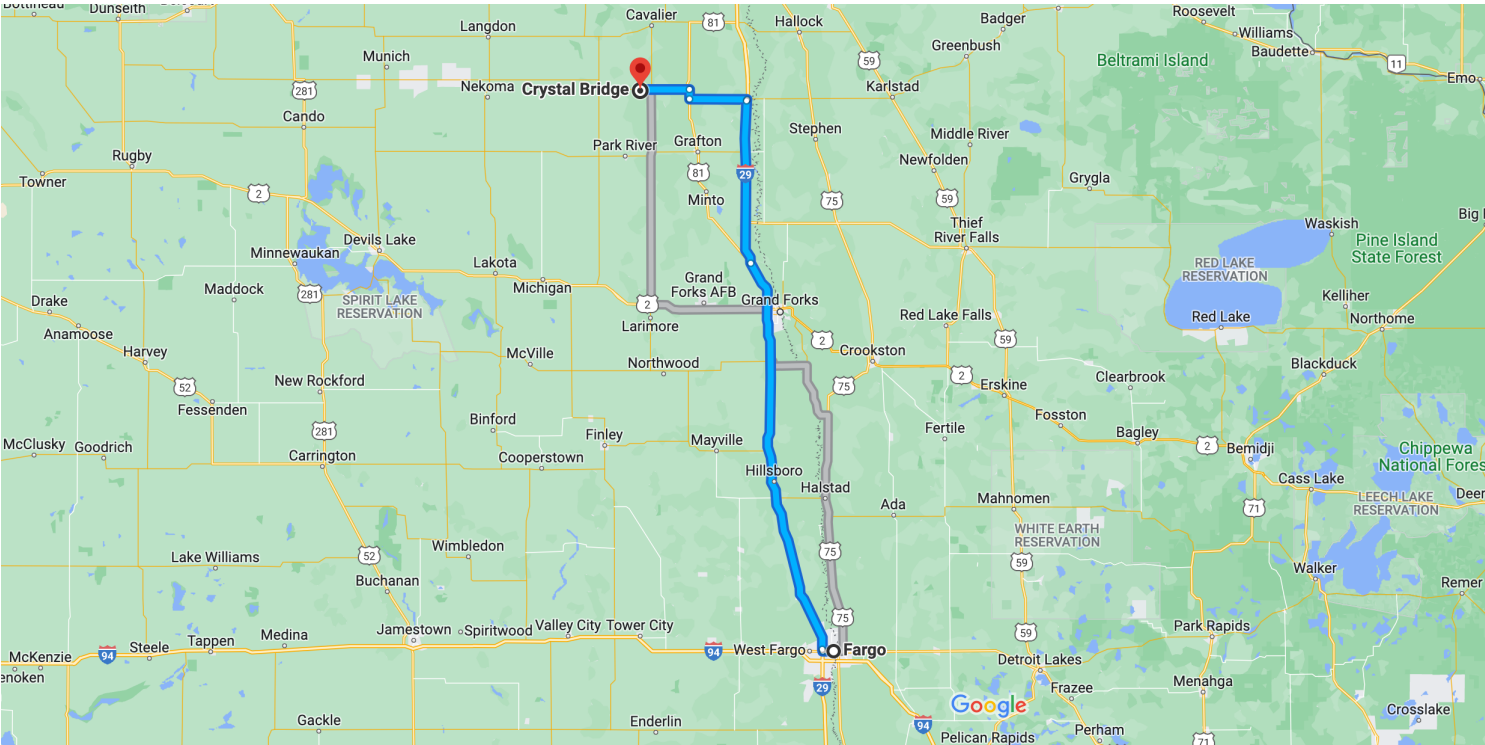 Dunseith
Langdon
Cavalier
81
Hallock
Badger
Roosevelt
Williams
Baudette
Greenbush
59
Beltrami Island
11
Emo
Munich
281
Nekoma
Crystal Bridge
Karlstad
Cando
Stephen
Middle River
Park River
Grafton
Rugby
Newfolden
81
29
Towner
2
Minto
75
59
Grygla
Thief
River Falls
Waskish
Big
Pine Island
State Forest
Devils Lake
Minnewaukan
Lakota
RED LAKE
RESERVATION
Maddock
281
SPIRIT LAKE
RESERVATION
Michigan
Grand
Forks AFB
Grand Forks
2
Larimore
Drake
Anamoose
Red Lake Falls
Red Lake
Kelliher
Northome
Harvey
McVille
Northwood
2
Crookston
59
Blackduck
52
New Rockford
75
2
Erskine
Clearbrook
Fessenden
Fosston
281
Binford
Finley
Mayville
Fertile
Bagley
2
Bemidji
McClusky
Goodrich
Carrington
Cooperstown
Hillsboro
Halstad
Chippewa
National Fores
Cass Lake
LEECH LAKE
RESERVATION
Deer
Ada
Mahnomen
71
WHITE EARTH
RESERVATION
Lake Williams
52
Wimbledon
75
59
Walker
Buchanan
Remer
75
Jamestown
Spiritwood
Valley City
Tower City
59
Park Rapids
McKenzie
94
Steele
Tappen
Medina
94
West Fargo
Fargo
enoken
Detroit Lakes
29
Frazee
Menahga
Google
Gackle
Enderlin
94
Perham
Crosslake
Pelican Rapids
71